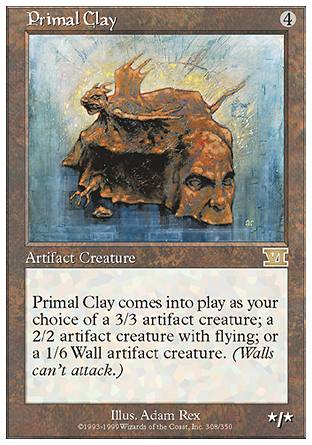 Primal Clay 4
Artifact Creature
Primal Clay comes into play as your
choice of a 3/3 artifact creature; a
2/2 artifact creature with flying; or
a 1/6 Wall artifact creature. (Walls
can't attack.)
Illus. Adam Rex
©1993-1999 Wizards of the Coast, Inc. 308/350
*/*